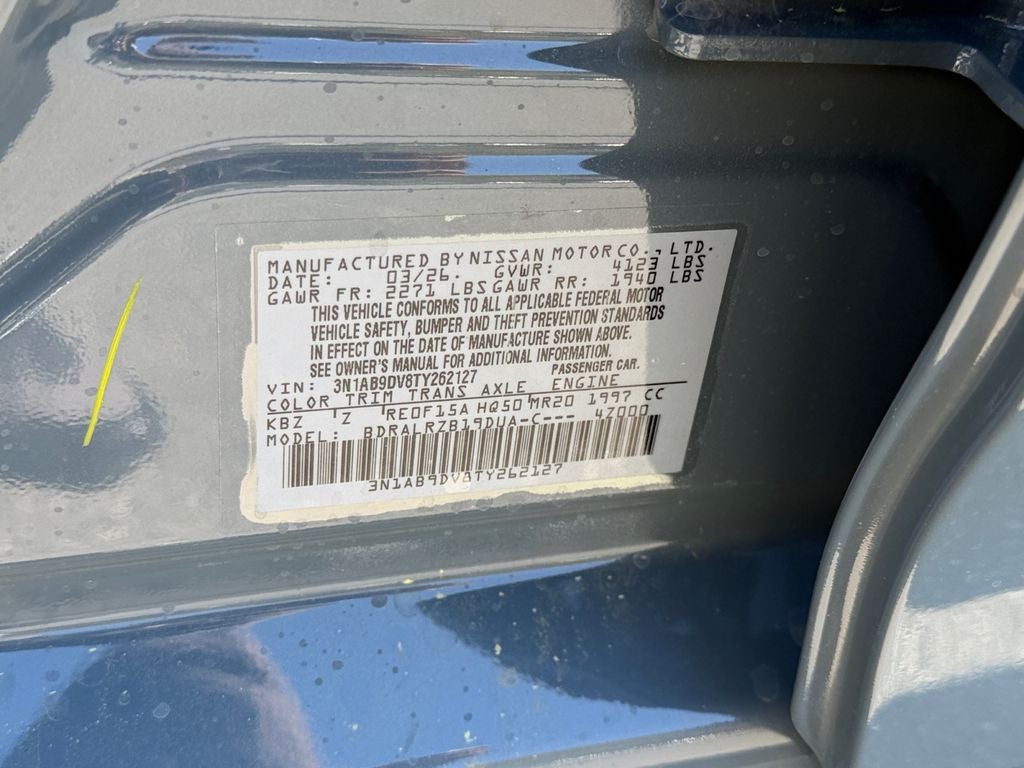 MANUFACTURED BY NISSAN MOTOR CO., LTD.
DATE: 03/26. GVWR: 4123 LBS
GAWR FR: 2271 LBS GAWR RR: 1940 LBS
THIS VEHICLE CONFORMS TO ALL APPLICABLE FEDERAL MOTOR
VEHICLE SAFETY, BUMPER AND THEFT PREVENTION STANDARDS
IN EFFECT ON THE DATE OF MANUFACTURE SHOWN ABOVE.
SEE OWNER'S MANUAL FOR ADDITIONAL INFORMATION.
PASSENGER CAR.
VIN: 3N1AB9DV8TY262127
COLOR TRIM TRANS AXLE ENGINE
KBZ Z RE0F15A HQ50 MR20 1997 CC
MODEL: BDRALRZB19DUA-C--- 4Z000
3N1AB9DV8TY262127